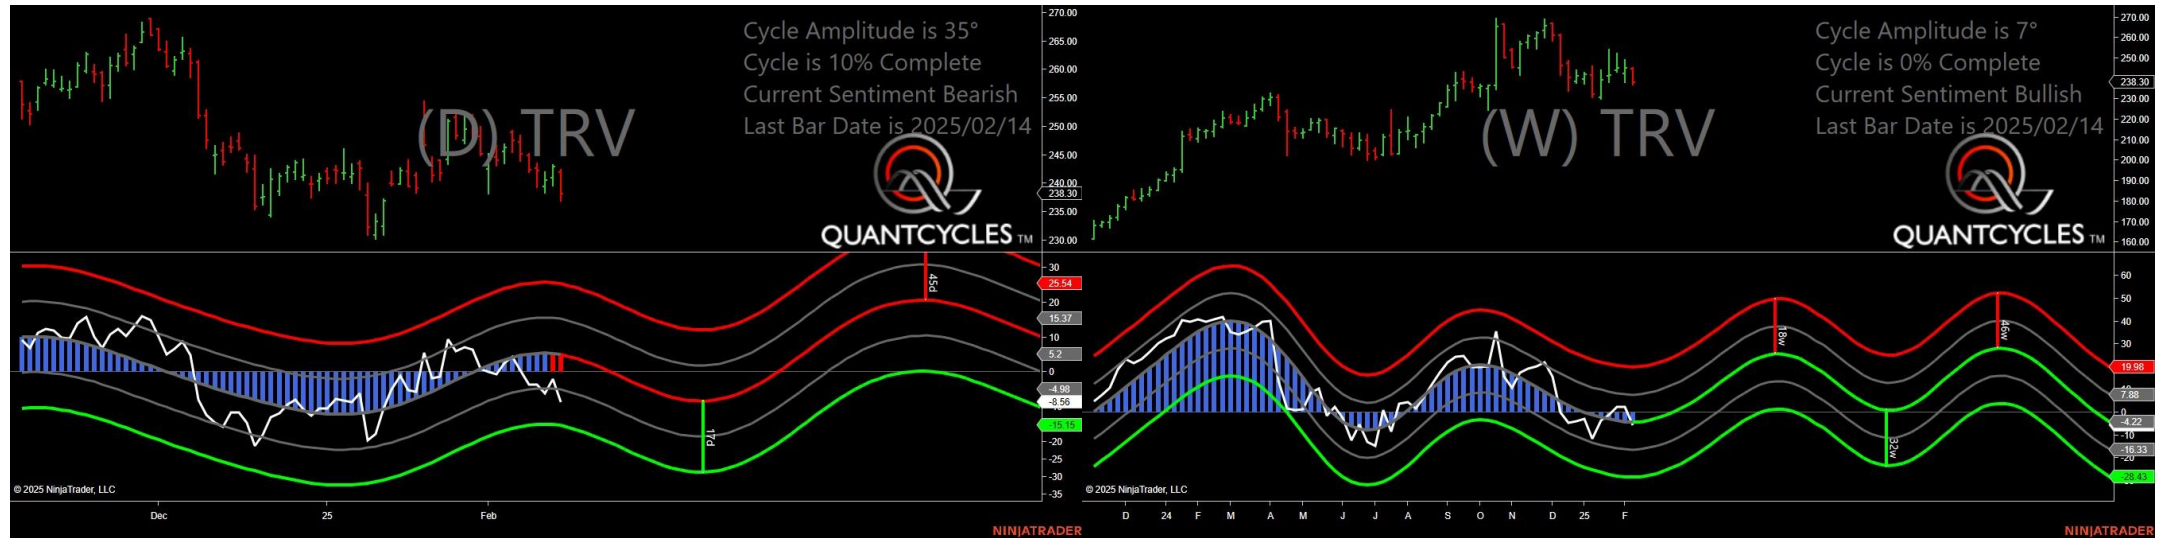 Cycle Amplitude is 35°
Cycle is 10% Complete
Current Sentiment Bearish
Last Bar Date is 2025/02/14
(D) TRV
QUANTCYCLES TM
270.00
265.00
260.00
255.00
250.00
245.00
240.00
238.30
235.00
230.00
30
25.54
20
15.37
10
5.2
0
-4.98
-8.56
-15.15
-20
-25
-30
-35
45d
17d
© 2025 NinjaTrader, LLC
Dec
25
Feb
NINJATRADER
Cycle Amplitude is 7°
Cycle is 0% Complete
Current Sentiment Bullish
Last Bar Date is 2025/02/14
(W) TRV
QUANTCYCLES TM
270.00
260.00
250.00
238.30
230.00
220.00
210.00
200.00
190.00
180.00
170.00
160.00
60
50
40
30
19.98
7.88
0
-4.22
-10
-16.33
-28.43
18w
32w
46w
© 2025 NinjaTrader, LLC
D 24 F M A M J J A S O N D 25 F
NINJATRADER